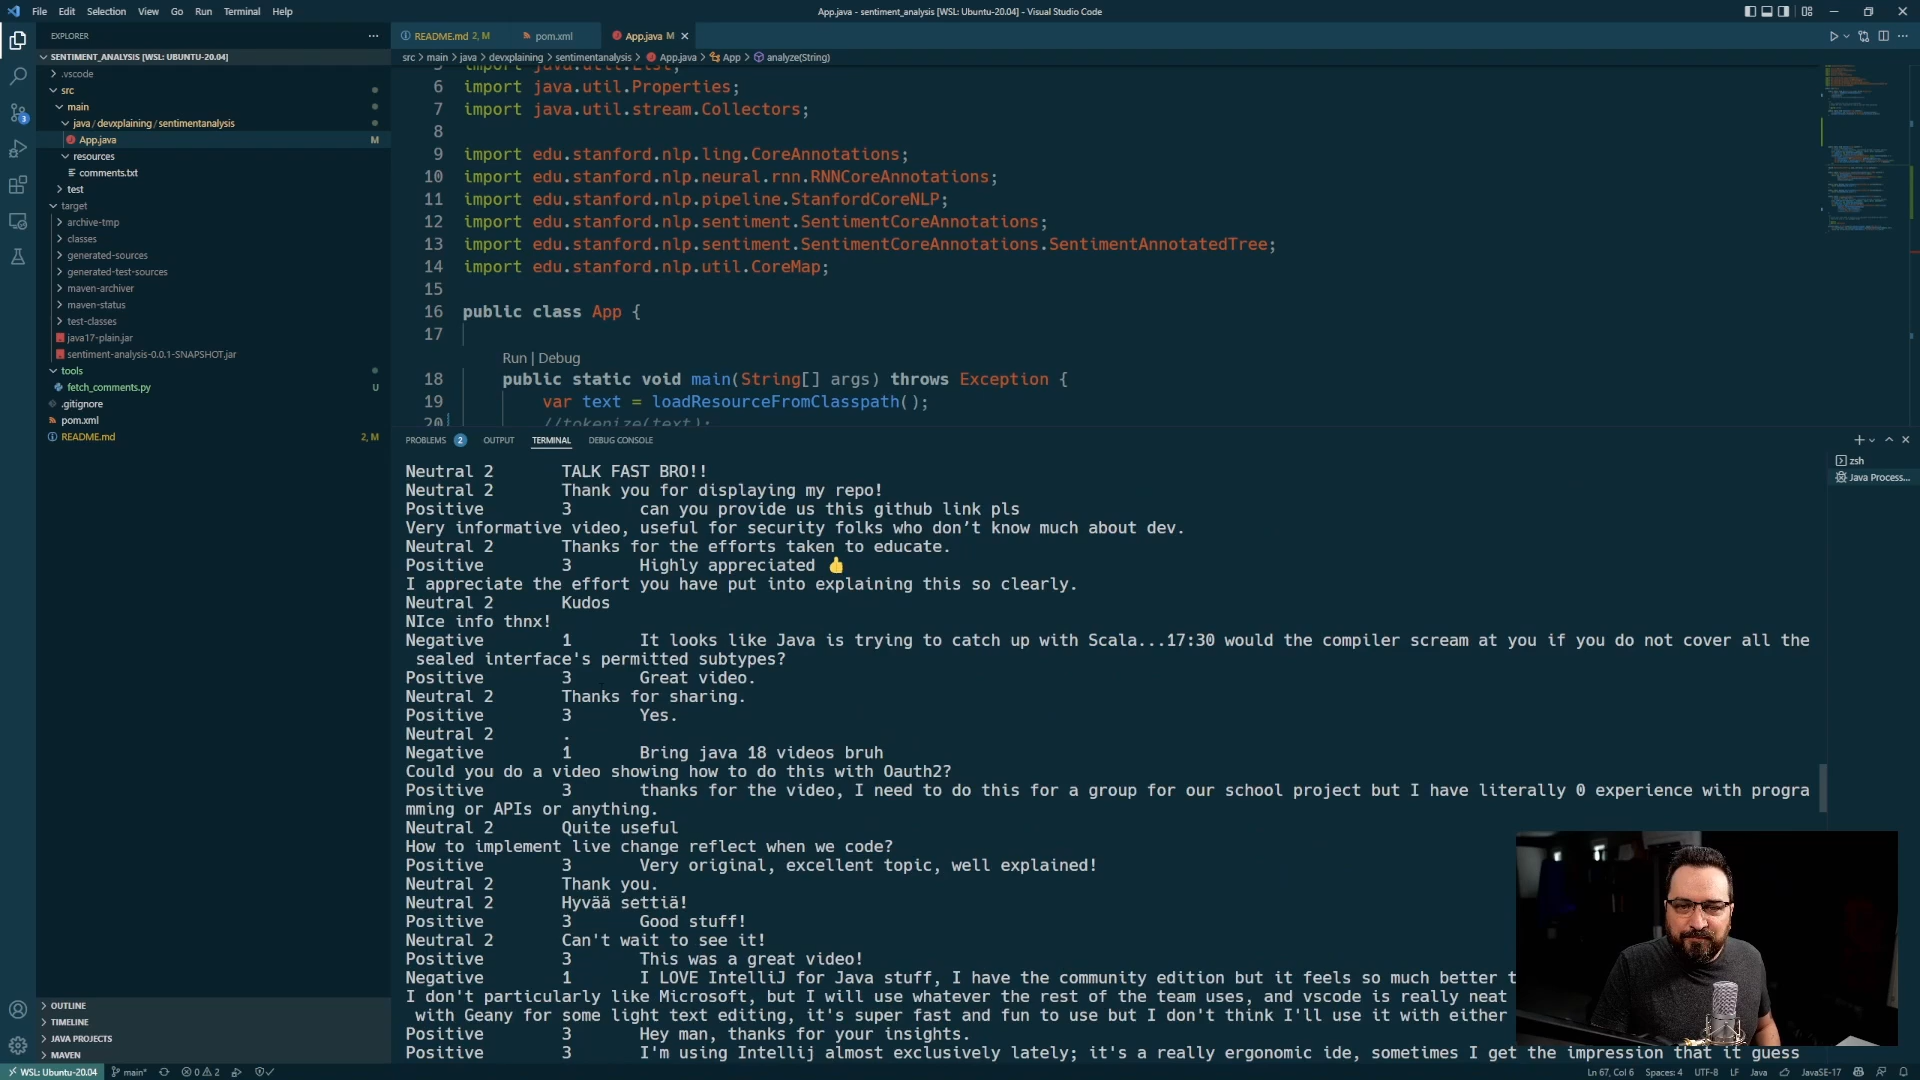 File Edit Selection View Go Run Terminal Help
App.java - sentiment_analysis [WSL: Ubuntu-20.04] - Visual Studio Code
EXPLORER
SENTIMENT_ANALYSIS [WSL: UBUNTU-20.04]
.vscode
src
main
java / devxplaining / sentimentanalysis
App.java M
resources
comments.txt
test
target
archive-tmp
classes
generated-sources
generated-test-sources
maven-archiver
maven-status
test-classes
java17-plain.jar
sentiment-analysis-0.0.1-SNAPSHOT.jar
tools
fetch_comments.py U
.gitignore
pom.xml
README.md 2, M
OUTLINE
TIMELINE
JAVA PROJECTS
MAVEN
README.md 2, M pom.xml App.java M
src > main > java > devxplaining > sentimentanalysis > App.java > App > analyze(String)
5 import java.util.List;
6 import java.util.Properties;
7 import java.util.stream.Collectors;
8
9 import edu.stanford.nlp.ling.CoreAnnotations;
10 import edu.stanford.nlp.neural.rnn.RNNCoreAnnotations;
11 import edu.stanford.nlp.pipeline.StanfordCoreNLP;
12 import edu.stanford.nlp.sentiment.SentimentCoreAnnotations;
13 import edu.stanford.nlp.sentiment.SentimentCoreAnnotations.SentimentAnnotatedTree;
14 import edu.stanford.nlp.util.CoreMap;
15
16 public class App {
17
Run | Debug
18 public static void main(String[] args) throws Exception {
19 var text = loadResourceFromClasspath();
20 //tokenize(text);
PROBLEMS 2 OUTPUT TERMINAL DEBUG CONSOLE
zsh
Java Process...
Neutral 2 TALK FAST BRO!!
Neutral 2 Thank you for displaying my repo!
Positive 3 can you provide us this github link pls
Very informative video, useful for security folks who don’t know much about dev.
Neutral 2 Thanks for the efforts taken to educate.
Positive 3 Highly appreciated 👍
I appreciate the effort you have put into explaining this so clearly.
Neutral 2 Kudos
NIce info thnx!
Negative 1 It looks like Java is trying to catch up with Scala...17:30 would the compiler scream at you if you do not cover all the
sealed interface's permitted subtypes?
Positive 3 Great video.
Neutral 2 Thanks for sharing.
Positive 3 Yes.
Neutral 2 .
Negative 1 Bring java 18 videos bruh
Could you do a video showing how to do this with Oauth2?
Positive 3 thanks for the video, I need to do this for a group for our school project but I have literally 0 experience with progra
mming or APIs or anything.
Neutral 2 Quite useful
How to implement live change reflect when we code?
Positive 3 Very original, excellent topic, well explained!
Neutral 2 Thank you.
Neutral 2 Hyvää settiä!
Positive 3 Good stuff!
Neutral 2 Can't wait to see it!
Positive 3 This was a great video!
Negative 1 I LOVE IntelliJ for Java stuff, I have the community edition but it feels so much better t
I don't particularly like Microsoft, but I will use whatever the rest of the team uses, and vscode is really neat
with Geany for some light text editing, it's super fast and fun to use but I don't think I'll use it with either
Positive 3 Hey man, thanks for your insights.
Positive 3 I'm using Intellij almost exclusively lately; it's a really ergonomic ide, sometimes I get the impression that it guess
WSL: Ubuntu-20.04 main* 0 2
Ln 67, Col 6 Spaces: 4 UTF-8 LF Java JavaSE-17